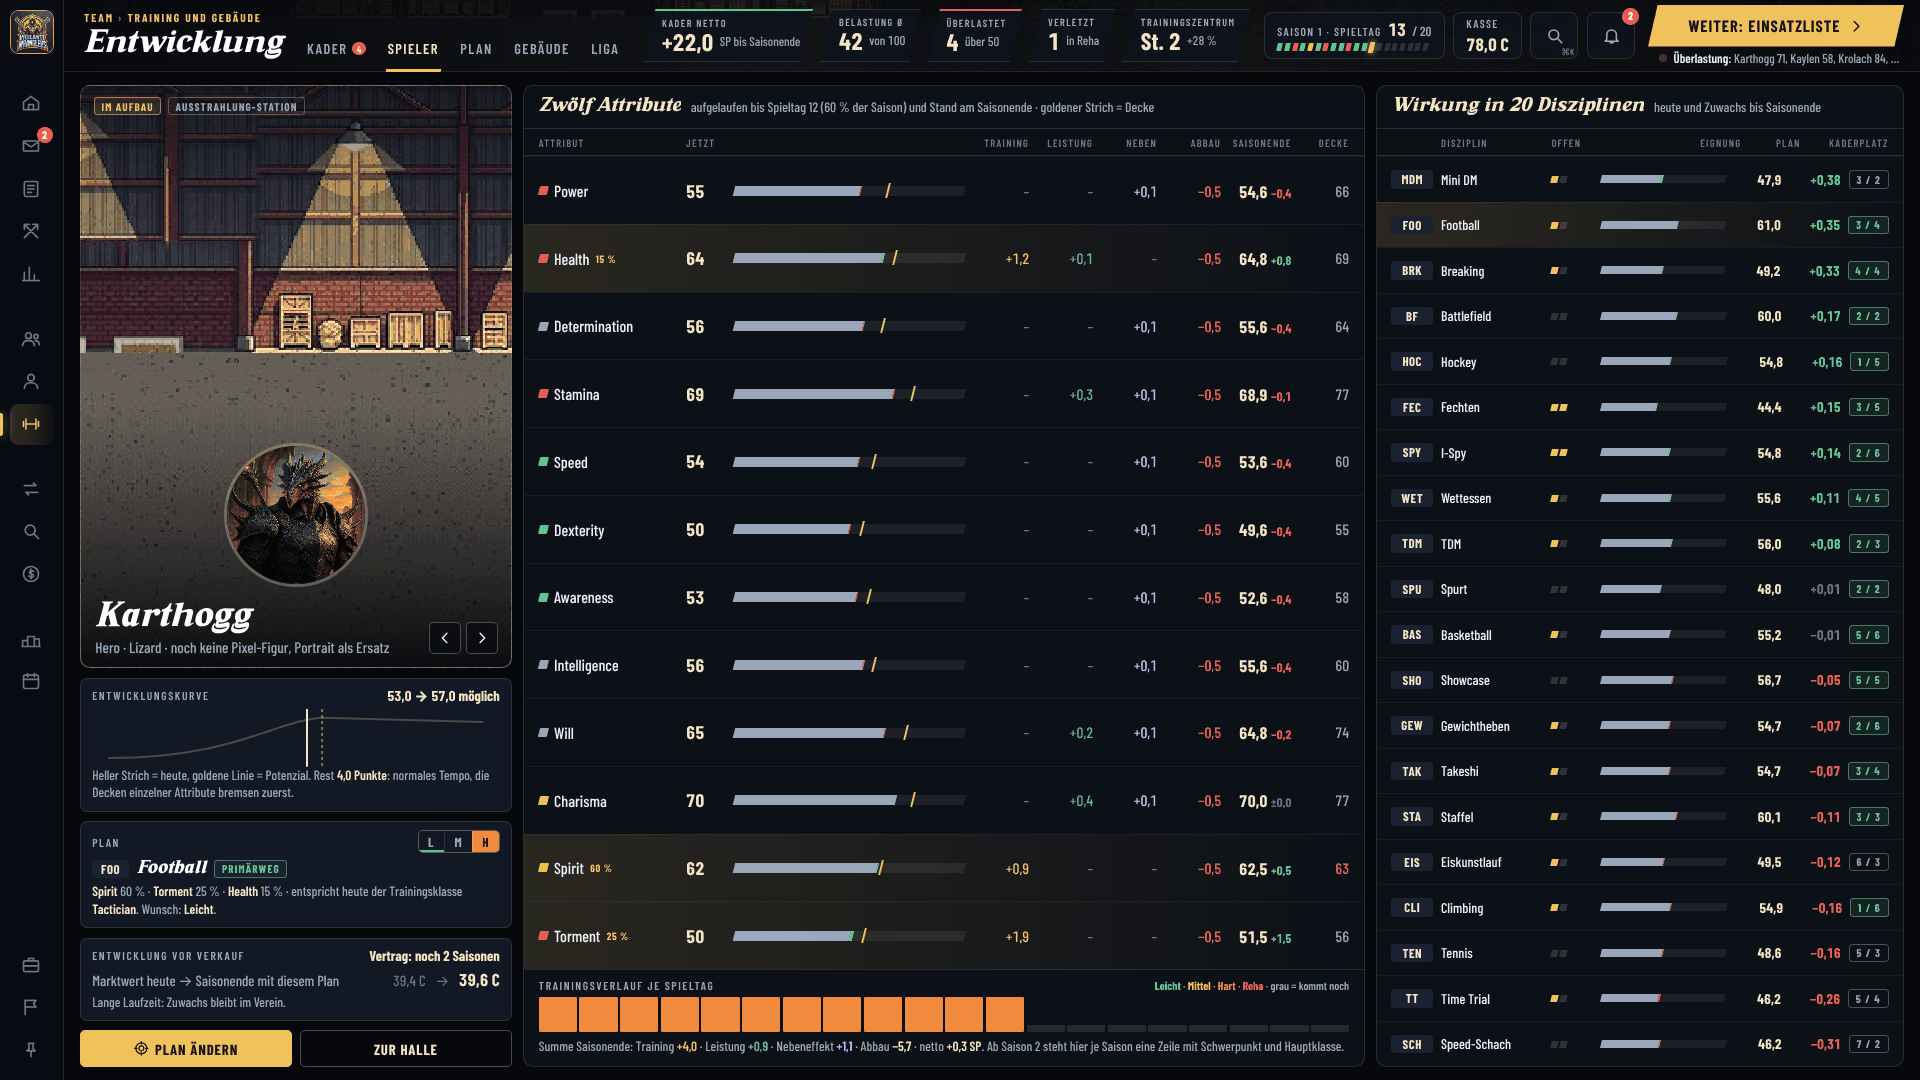 TEAM › TRAINING UND GEBÄUDE
Entwicklung
KADER 4 SPIELER PLAN GEBÄUDE LIGA
KADER NETTO
+22,0 SP bis Saisonende
BELASTUNG Ø
42 von 100
ÜBERLASTET
4 über 50
VERLETZT
1 in Reha
TRAININGSZENTRUM
St. 2 +28 %
SAISON 1 · SPIELTAG 13 / 20
KASSE
78,0 C
⌘K
2
WEITER: EINSATZLISTE
Überlastung: Karthogg 71, Kaylen 58, Krolach 84, ...
2
IM AUFBAU AUSSTRAHLUNG-STATION
Karthogg
Hero · Lizard · noch keine Pixel-Figur, Portrait als Ersatz
ENTWICKLUNGSKURVE 53,0 → 57,0 möglich
Heller Strich = heute, goldene Linie = Potenzial. Rest 4,0 Punkte: normales Tempo, die
Decken einzelner Attribute bremsen zuerst.
PLAN L M H
FOO Football PRIMÄRWEG
Spirit 60 % · Torment 25 % · Health 15 % · entspricht heute der Trainingsklasse
Tactician. Wunsch: Leicht.
ENTWICKLUNG VOR VERKAUF Vertrag: noch 2 Saisonen
Marktwert heute → Saisonende mit diesem Plan 39,4 C → 39,6 C
Lange Laufzeit: Zuwachs bleibt im Verein.
PLAN ÄNDERN ZUR HALLE
Zwölf Attribute aufgelaufen bis Spieltag 12 (60 % der Saison) und Stand am Saisonende · goldener Strich = Decke
ATTRIBUT JETZT TRAINING LEISTUNG NEBEN ABBAU SAISONENDE DECKE
Power 55 – – +0,1 −0,5 54,6 −0,4 66
Health 15 % 64 +1,2 +0,1 – −0,5 64,8 +0,8 69
Determination 56 – – +0,1 −0,5 55,6 −0,4 64
Stamina 69 – +0,3 +0,1 −0,5 68,9 −0,1 77
Speed 54 – – +0,1 −0,5 53,6 −0,4 60
Dexterity 50 – – +0,1 −0,5 49,6 −0,4 55
Awareness 53 – – +0,1 −0,5 52,6 −0,4 58
Intelligence 56 – – +0,1 −0,5 55,6 −0,4 60
Will 65 – +0,2 +0,1 −0,5 64,8 −0,2 74
Charisma 70 – +0,4 +0,1 −0,5 70,0 ±0,0 77
Spirit 60 % 62 +0,9 – – −0,5 62,5 +0,5 63
Torment 25 % 50 +1,9 – – −0,5 51,5 +1,5 56
TRAININGSVERLAUF JE SPIELTAG Leicht · Mittel · Hart · Reha · grau = kommt noch
Summe Saisonende: Training +4,0 · Leistung +0,9 · Nebeneffekt +1,1 · Abbau −5,7 · netto +0,3 SP. Ab Saison 2 steht hier je Saison eine Zeile mit Schwerpunkt und Hauptklasse.
Wirkung in 20 Disziplinen heute und Zuwachs bis Saisonende
DISZIPLIN OFFEN EIGNUNG PLAN KADERPLATZ
MDM Mini DM 47,9 +0,38 3 / 2
FOO Football 61,0 +0,35 3 / 4
BRK Breaking 49,2 +0,33 4 / 4
BF Battlefield 60,0 +0,17 2 / 2
HOC Hockey 54,8 +0,16 1 / 5
FEC Fechten 44,4 +0,15 3 / 5
SPY I-Spy 54,8 +0,14 2 / 6
WET Wettessen 55,6 +0,11 4 / 5
TDM TDM 56,0 +0,08 2 / 3
SPU Spurt 48,0 +0,01 2 / 2
BAS Basketball 55,2 −0,01 5 / 6
SHO Showcase 56,7 −0,05 5 / 5
GEW Gewichtheben 54,7 −0,07 2 / 6
TAK Takeshi 54,7 −0,07 3 / 4
STA Staffel 60,1 −0,11 3 / 3
EIS Eiskunstlauf 49,5 −0,12 6 / 3
CLI Climbing 54,9 −0,16 1 / 6
TEN Tennis 48,6 −0,16 5 / 3
TT Time Trial 46,2 −0,26 5 / 4
SCH Speed-Schach 46,2 −0,31 7 / 2